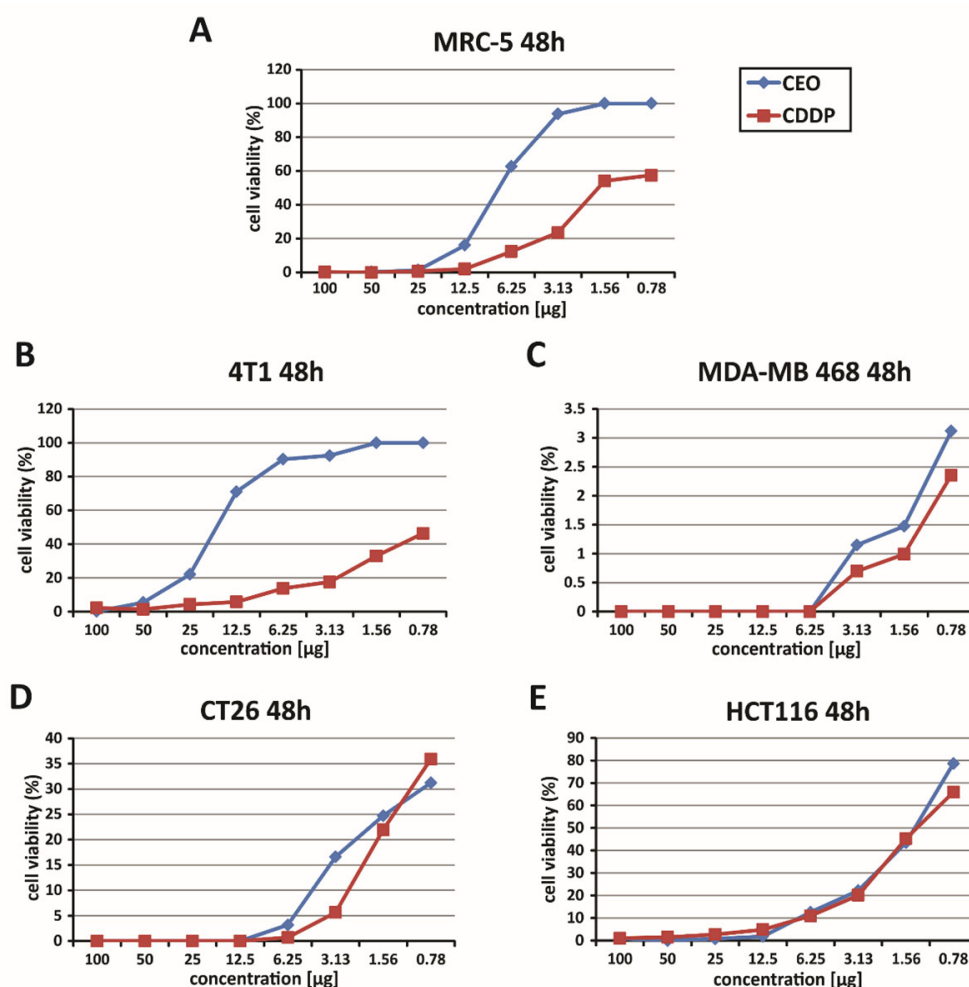 A
MRC-5 48h
120
100
80
60
40
20
0
cell viability (%)
100 50 25 12.5 6.25 3.13 1.56 0.78
concentration [µg]
CEO
CDDP
B
4T1 48h
120
100
80
60
40
20
0
cell viability (%)
100 50 25 12.5 6.25 3.13 1.56 0.78
concentration [µg]
C
MDA-MB 468 48h
3.5
3
2.5
2
1.5
1
0.5
0
cell viability (%)
100 50 25 12.5 6.25 3.13 1.56 0.78
concentration [µg]
D
CT26 48h
40
35
30
25
20
15
10
5
0
cell viability (%)
100 50 25 12.5 6.25 3.13 1.56 0.78
concentration [µg]
E
HCT116 48h
90
80
70
60
50
40
30
20
10
0
cell viability (%)
100 50 25 12.5 6.25 3.13 1.56 0.78
concentration [µg]